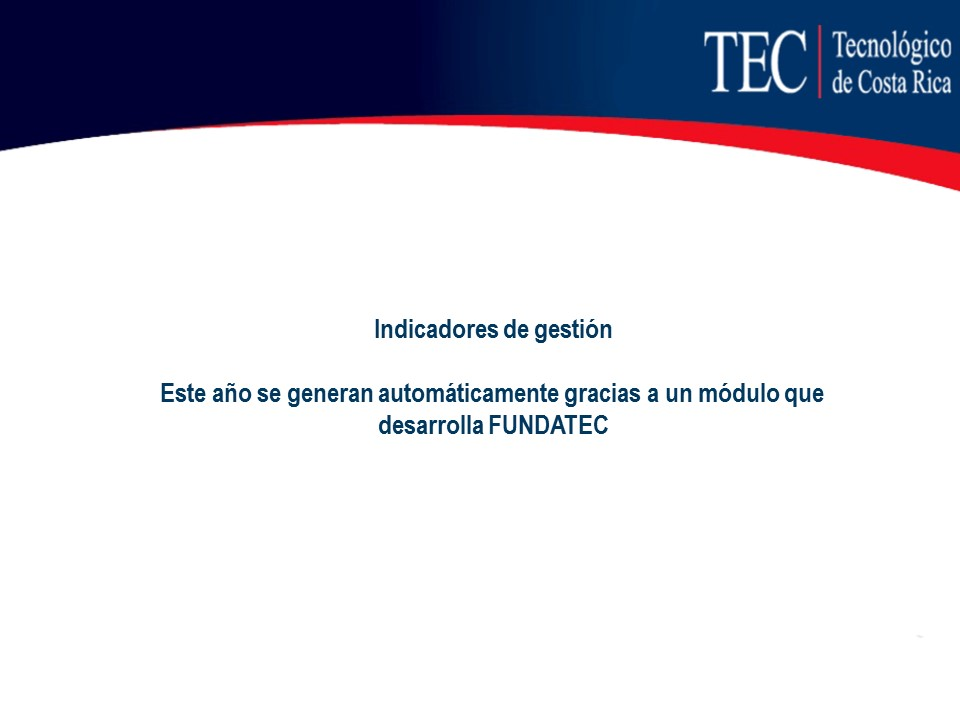 TEC
Tecnológico
de Costa Rica
Indicadores de gestión
Este año se generan automáticamente gracias a un módulo que
desarrolla FUNDATEC